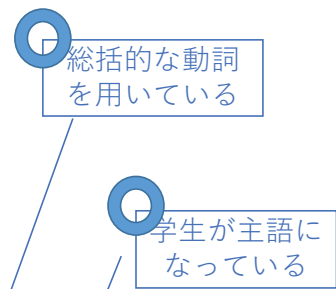 総括的な動詞
を用いている
学生が主語に
なっている